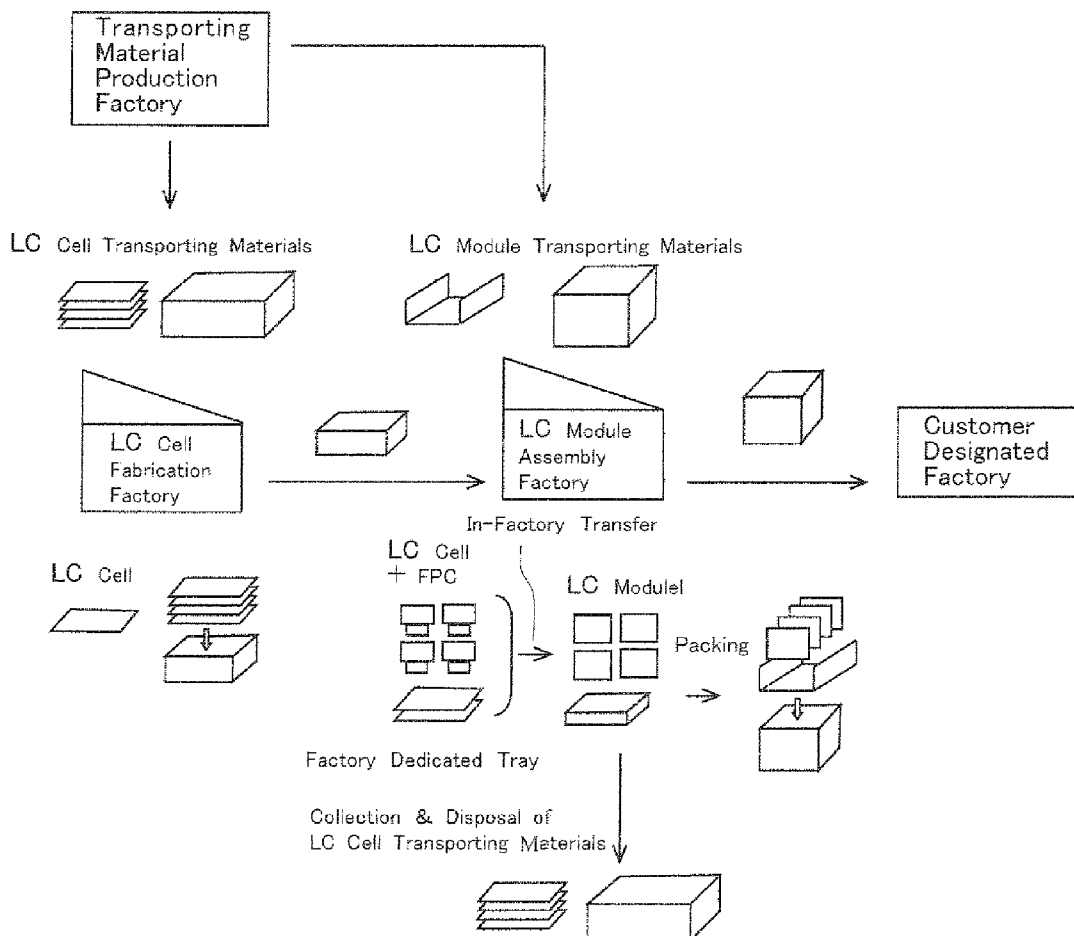 Transporting
Material
Production
Factory
LC Cell Transporting Materials
LC Module Transporting Materials
LC Cell
Fabrication
Factory
LC Module
Assembly
Factory
Customer
Designated
Factory
In-Factory Transfer
LC Cell
LC Cell
+ FPC
LC Modulel
Packing
Factory Dedicated Tray
Collection & Disposal of
LC Cell Transporting Materials